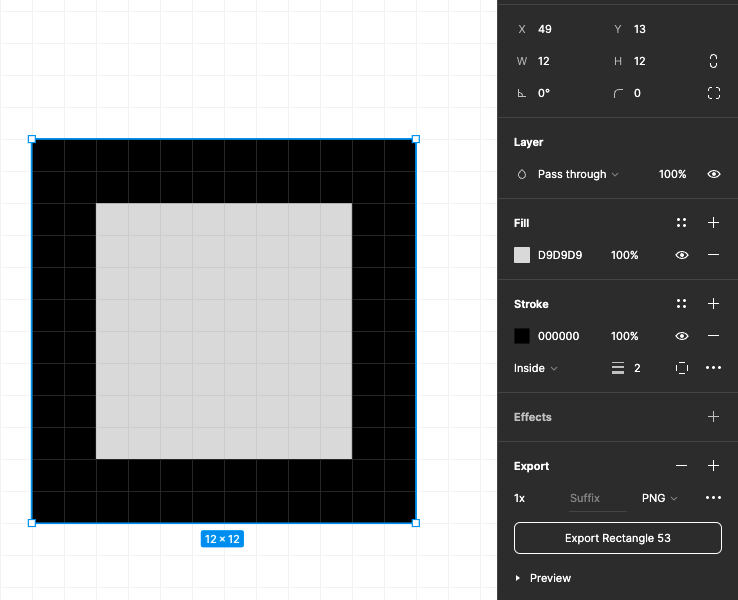 X 49 Y 13
W 12 H 12
0° 0
Layer
Pass through 100%
Fill
D9D9D9 100%
Stroke
000000 100%
Inside 2
12 × 12
Effects
Export
1x Suffix PNG
Export Rectangle 53
Preview